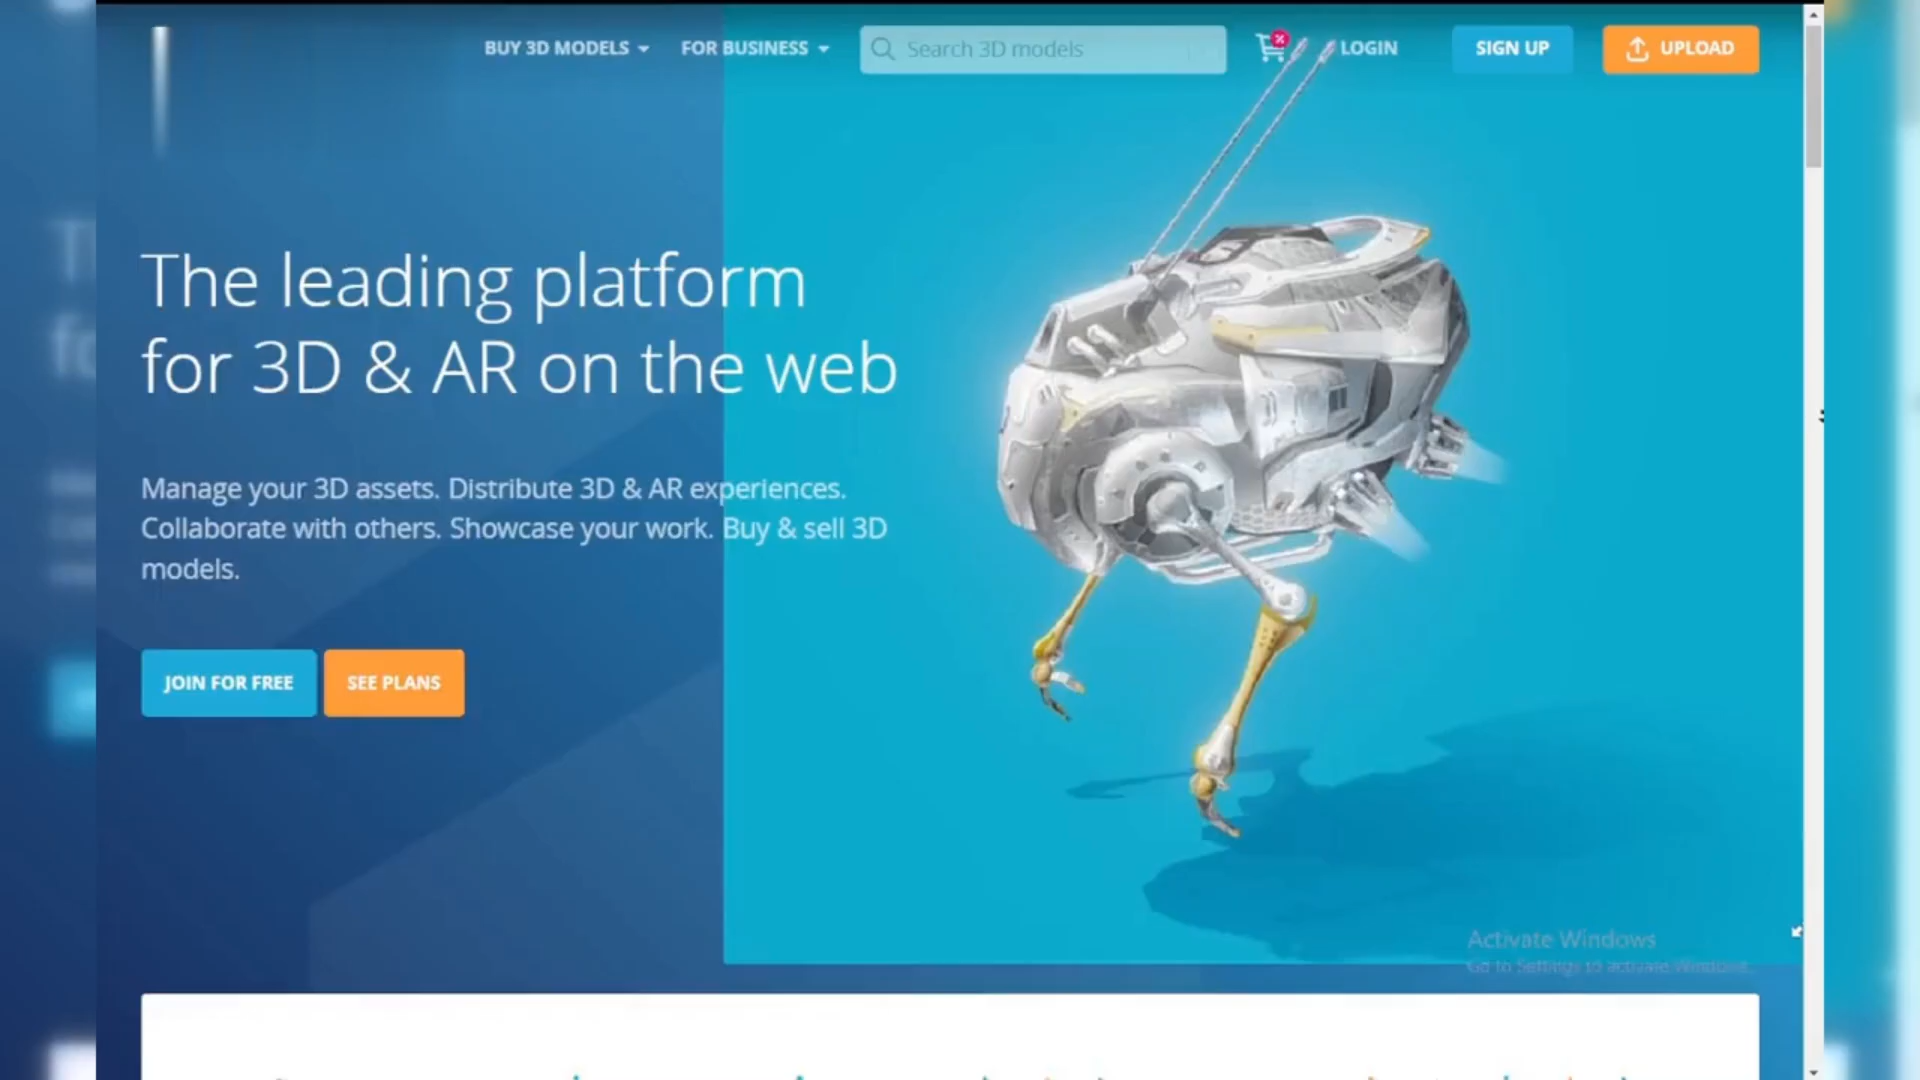 BUY 3D MODELS
FOR BUSINESS
Search 3D models
LOGIN
SIGN UP
UPLOAD
The leading platform
for 3D & AR on the web
Manage your 3D assets. Distribute 3D & AR experiences.
Collaborate with others. Showcase your work. Buy & sell 3D
models.
JOIN FOR FREE
SEE PLANS
Activate Windows
Go to Settings to activate Windows.